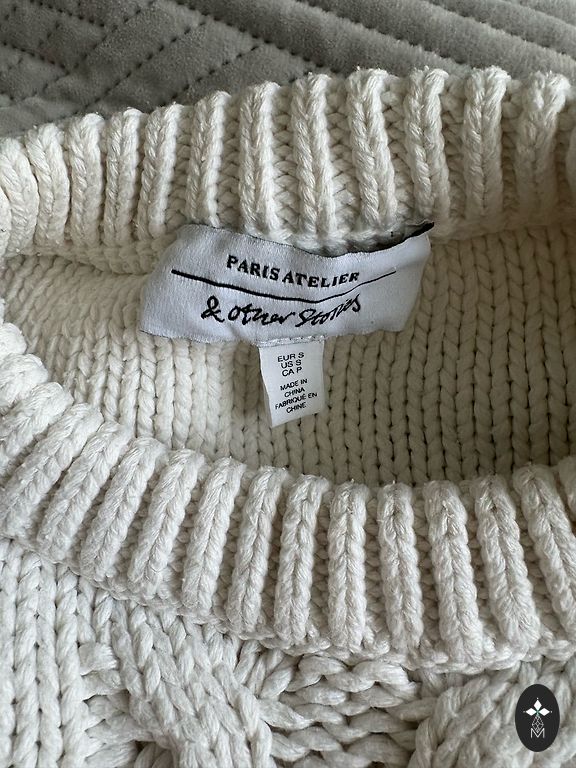 PARIS ATELIER
& other Stories
EUR S
US S
CA P
MADE IN
CHINA
FABRIQUÉ EN
CHINE